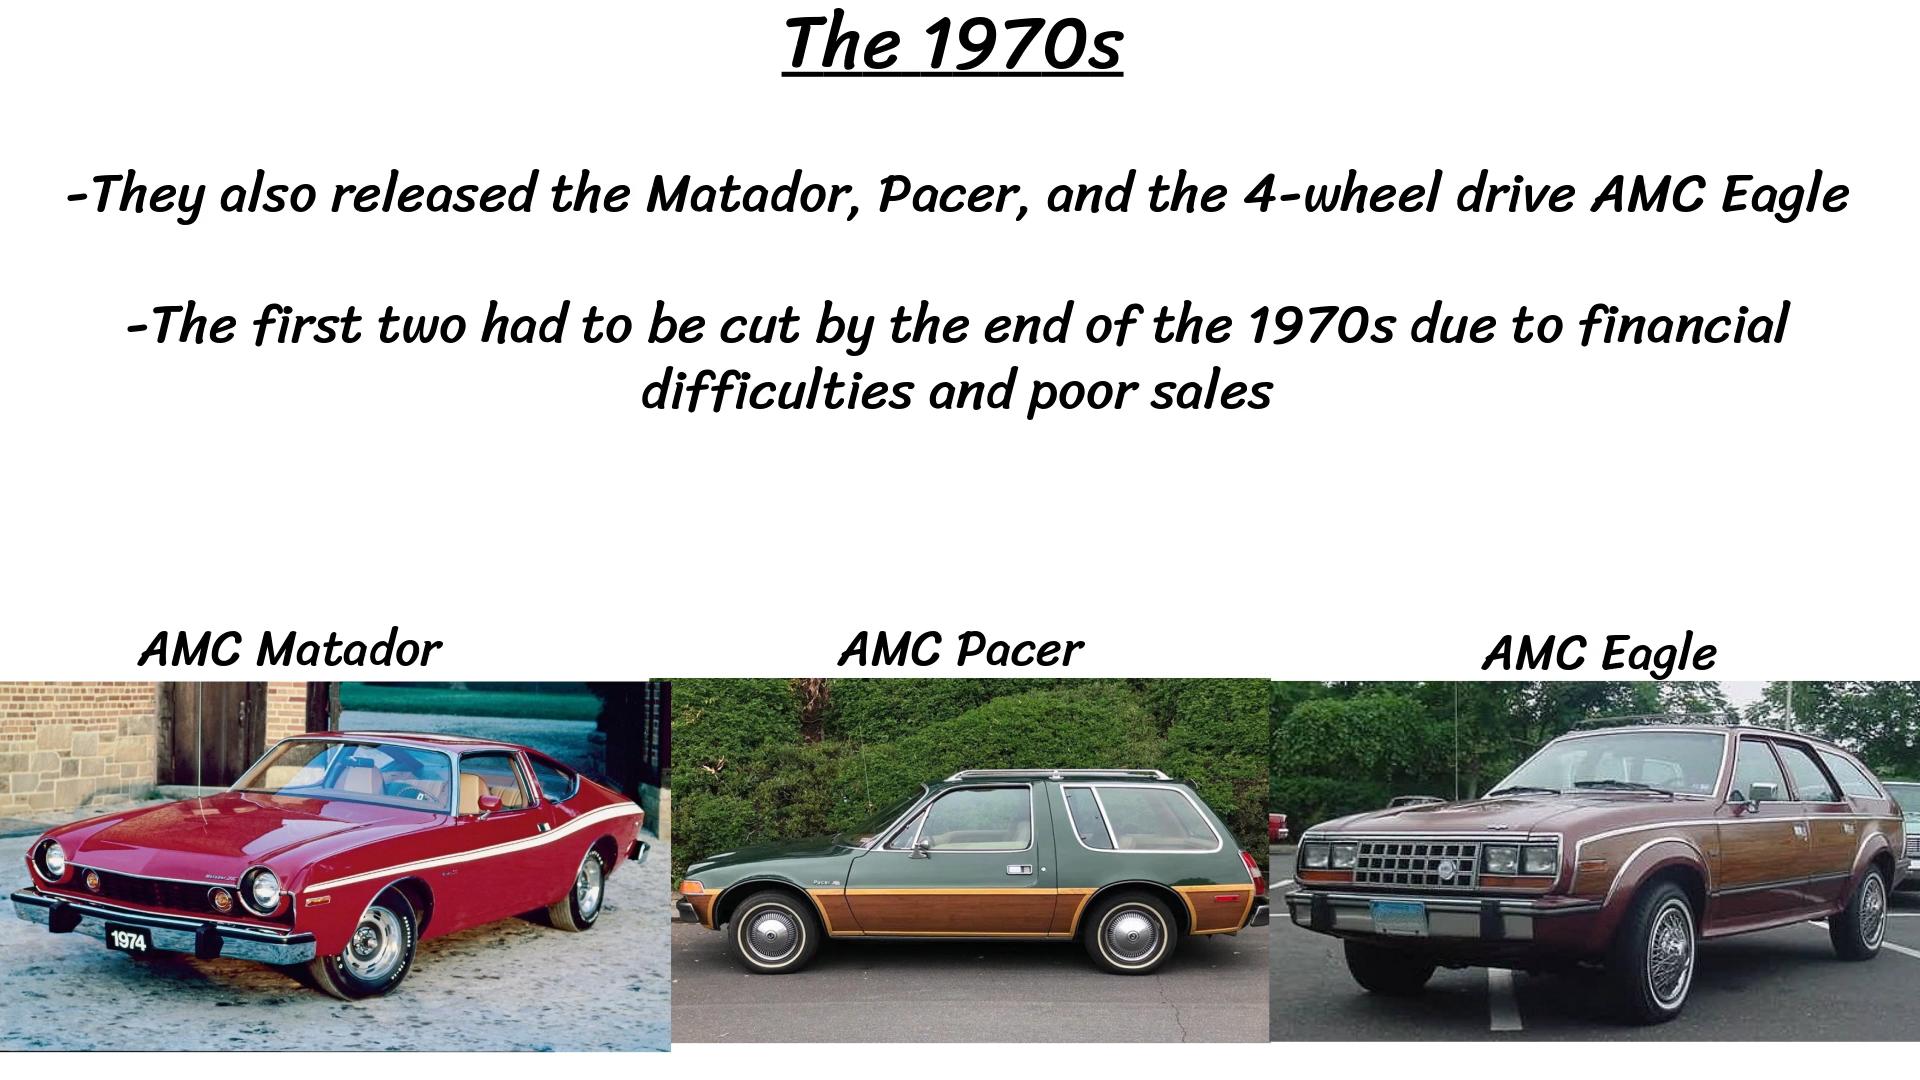 The 1970s
-They also released the Matador, Pacer, and the 4-wheel drive AMC Eagle
-The first two had to be cut by the end of the 1970s due to financial
difficulties and poor sales
AMC Matador
AMC Pacer
AMC Eagle
1974
Pacer